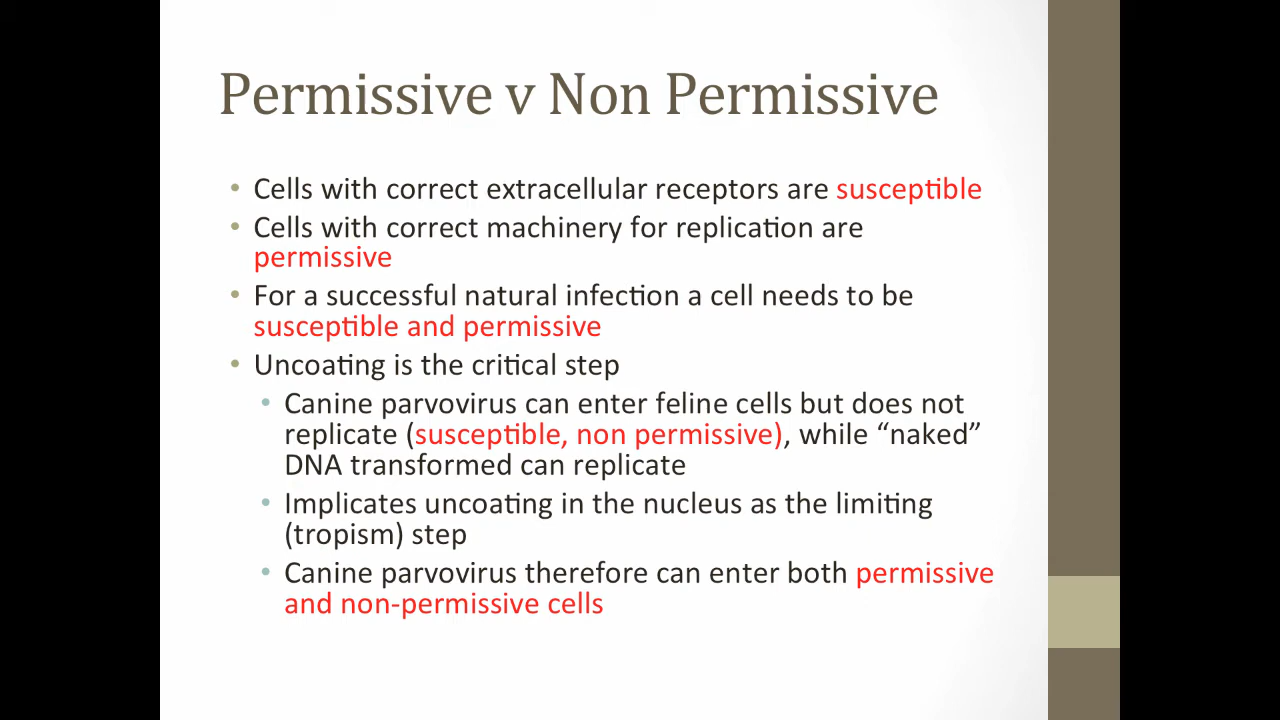 Permissive v Non Permissive
• Cells with correct extracellular receptors are susceptible
• Cells with correct machinery for replication are
permissive
• For a successful natural infection a cell needs to be
susceptible and permissive
• Uncoating is the critical step
• Canine parvovirus can enter feline cells but does not
replicate (susceptible, non permissive), while “naked”
DNA transformed can replicate
• Implicates uncoating in the nucleus as the limiting
(tropism) step
• Canine parvovirus therefore can enter both permissive
and non-permissive cells